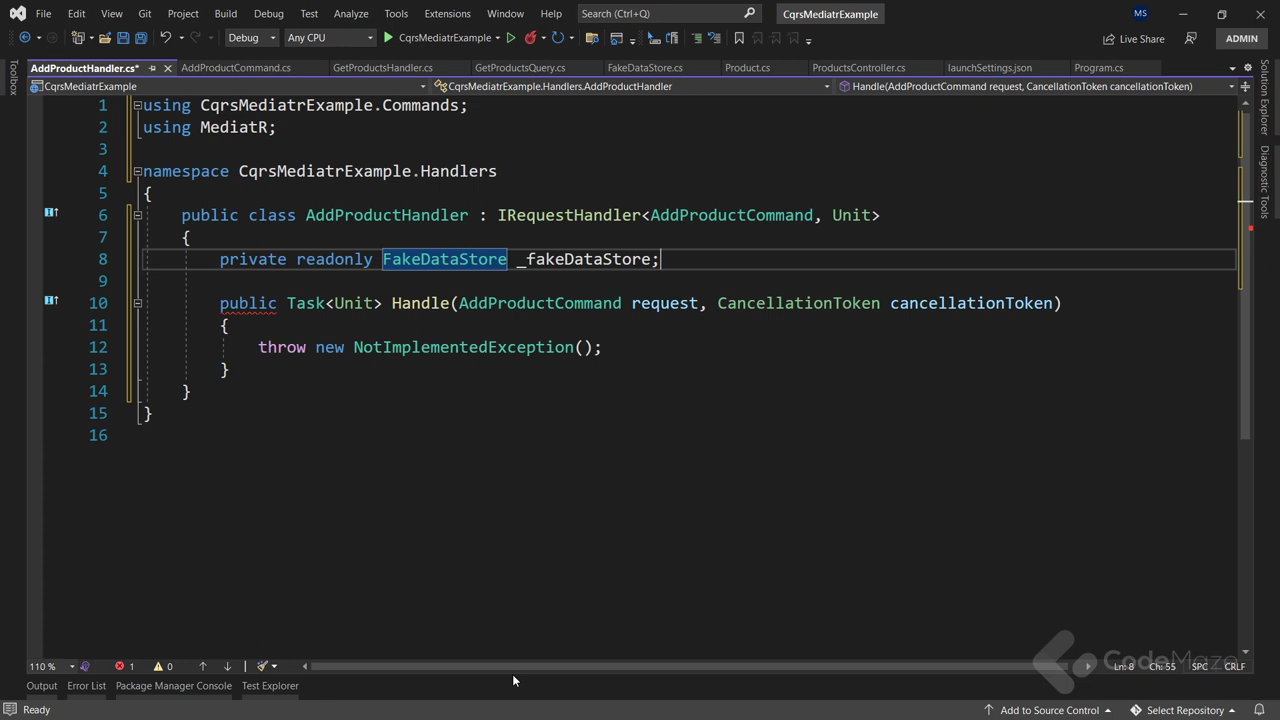 File Edit View Git Project Build Debug Test Analyze Tools Extensions Window Help Search (Ctrl+Q) CqrsMediatrExample MS
Debug Any CPU CqrsMediatrExample Live Share ADMIN
AddProductHandler.cs* AddProductCommand.cs GetProductsHandler.cs GetProductsQuery.cs FakeDataStore.cs Product.cs ProductsController.cs launchSettings.json Program.cs
CqrsMediatrExample CqrsMediatrExample.Handlers.AddProductHandler Handle(AddProductCommand request, CancellationToken cancellationToken)
Toolbox
Solution Explorer
Diagnostic Tools
1 using CqrsMediatrExample.Commands;
2 using MediatR;
3
4 namespace CqrsMediatrExample.Handlers
5 {
6 public class AddProductHandler : IRequestHandler<AddProductCommand, Unit>
7 {
8 private readonly FakeDataStore _fakeDataStore;
9
10 public Task<Unit> Handle(AddProductCommand request, CancellationToken cancellationToken)
11 {
12 throw new NotImplementedException();
13 }
14 }
15 }
16
CodeMaze
110 % 1 0 Ln: 8 Ch: 55 SPC CRLF
Output Error List Package Manager Console Test Explorer
Ready Add to Source Control Select Repository